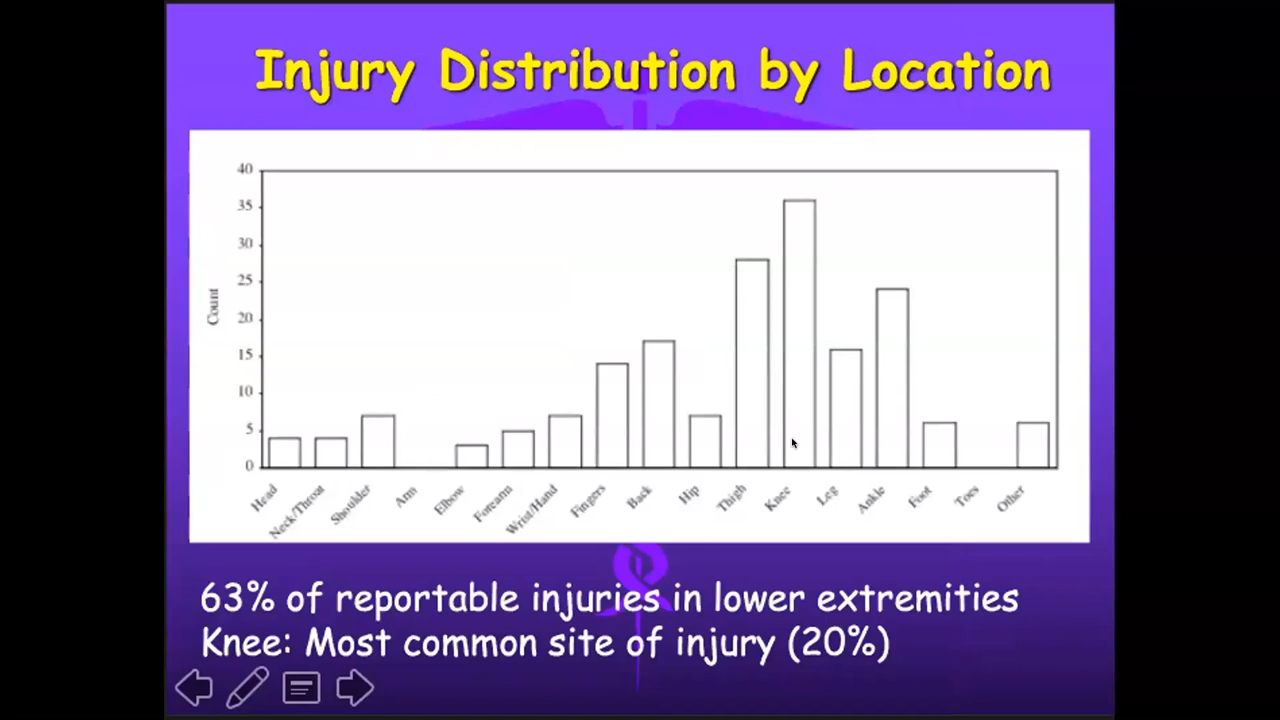 Injury Distribution by Location
40
35
30
25
20
15
10
5
0
Count
Head
Neck/Throat
Shoulder
Arm
Elbow
Forearm
Wrist/Hand
Fingers
Back
Hip
Thigh
Knee
Leg
Ankle
Foot
Toes
Other
63% of reportable injuries in lower extremities
Knee: Most common site of injury (20%)